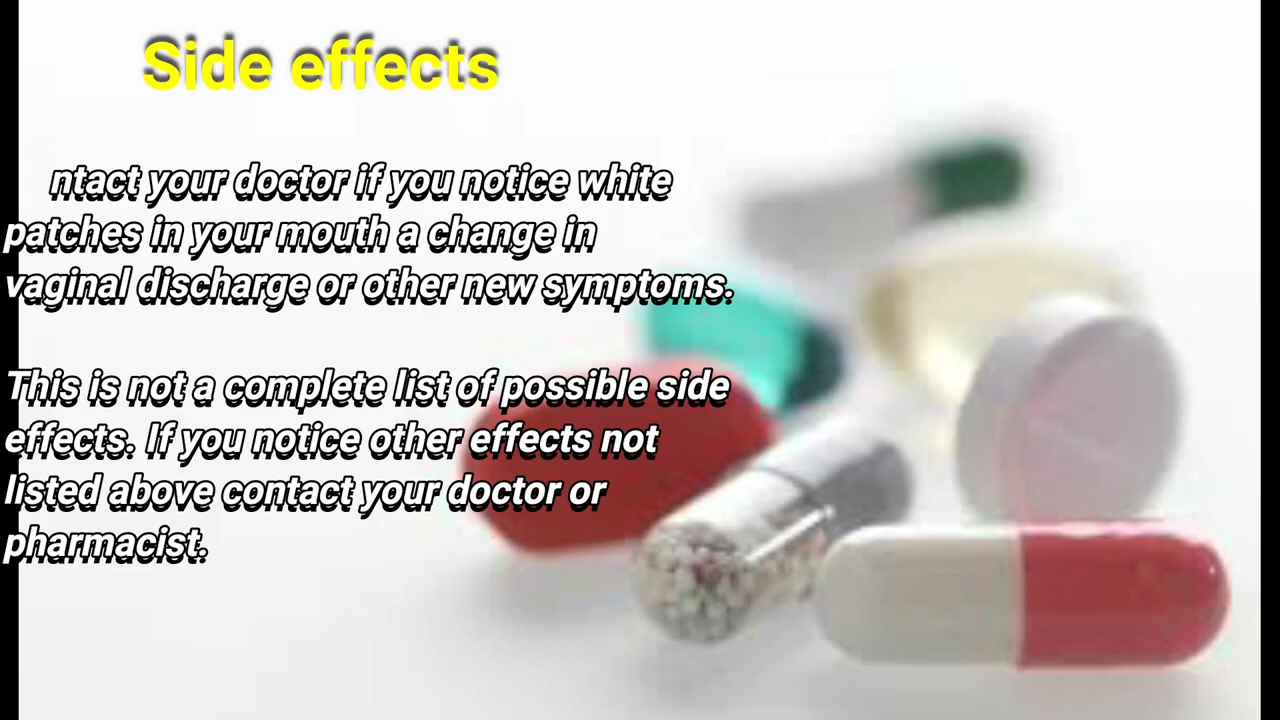 Side effects
ntact your doctor if you notice white
patches in your mouth a change in
vaginal discharge or other new symptoms.
This is not a complete list of possible side
effects. If you notice other effects not
listed above contact your doctor or
pharmacist.